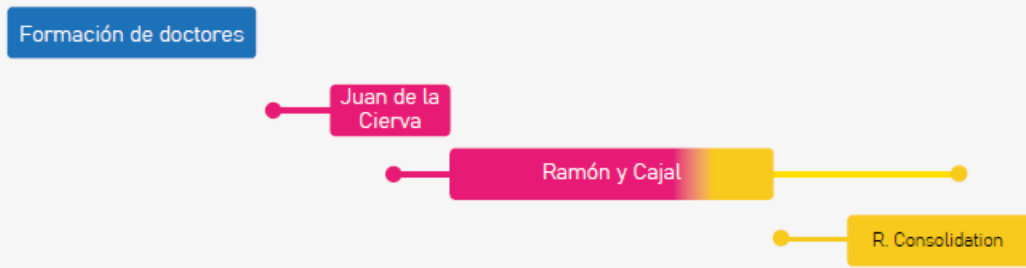 Formación de doctores
Juan de la
Cierva
Ramón y Cajal
R. Consolidation